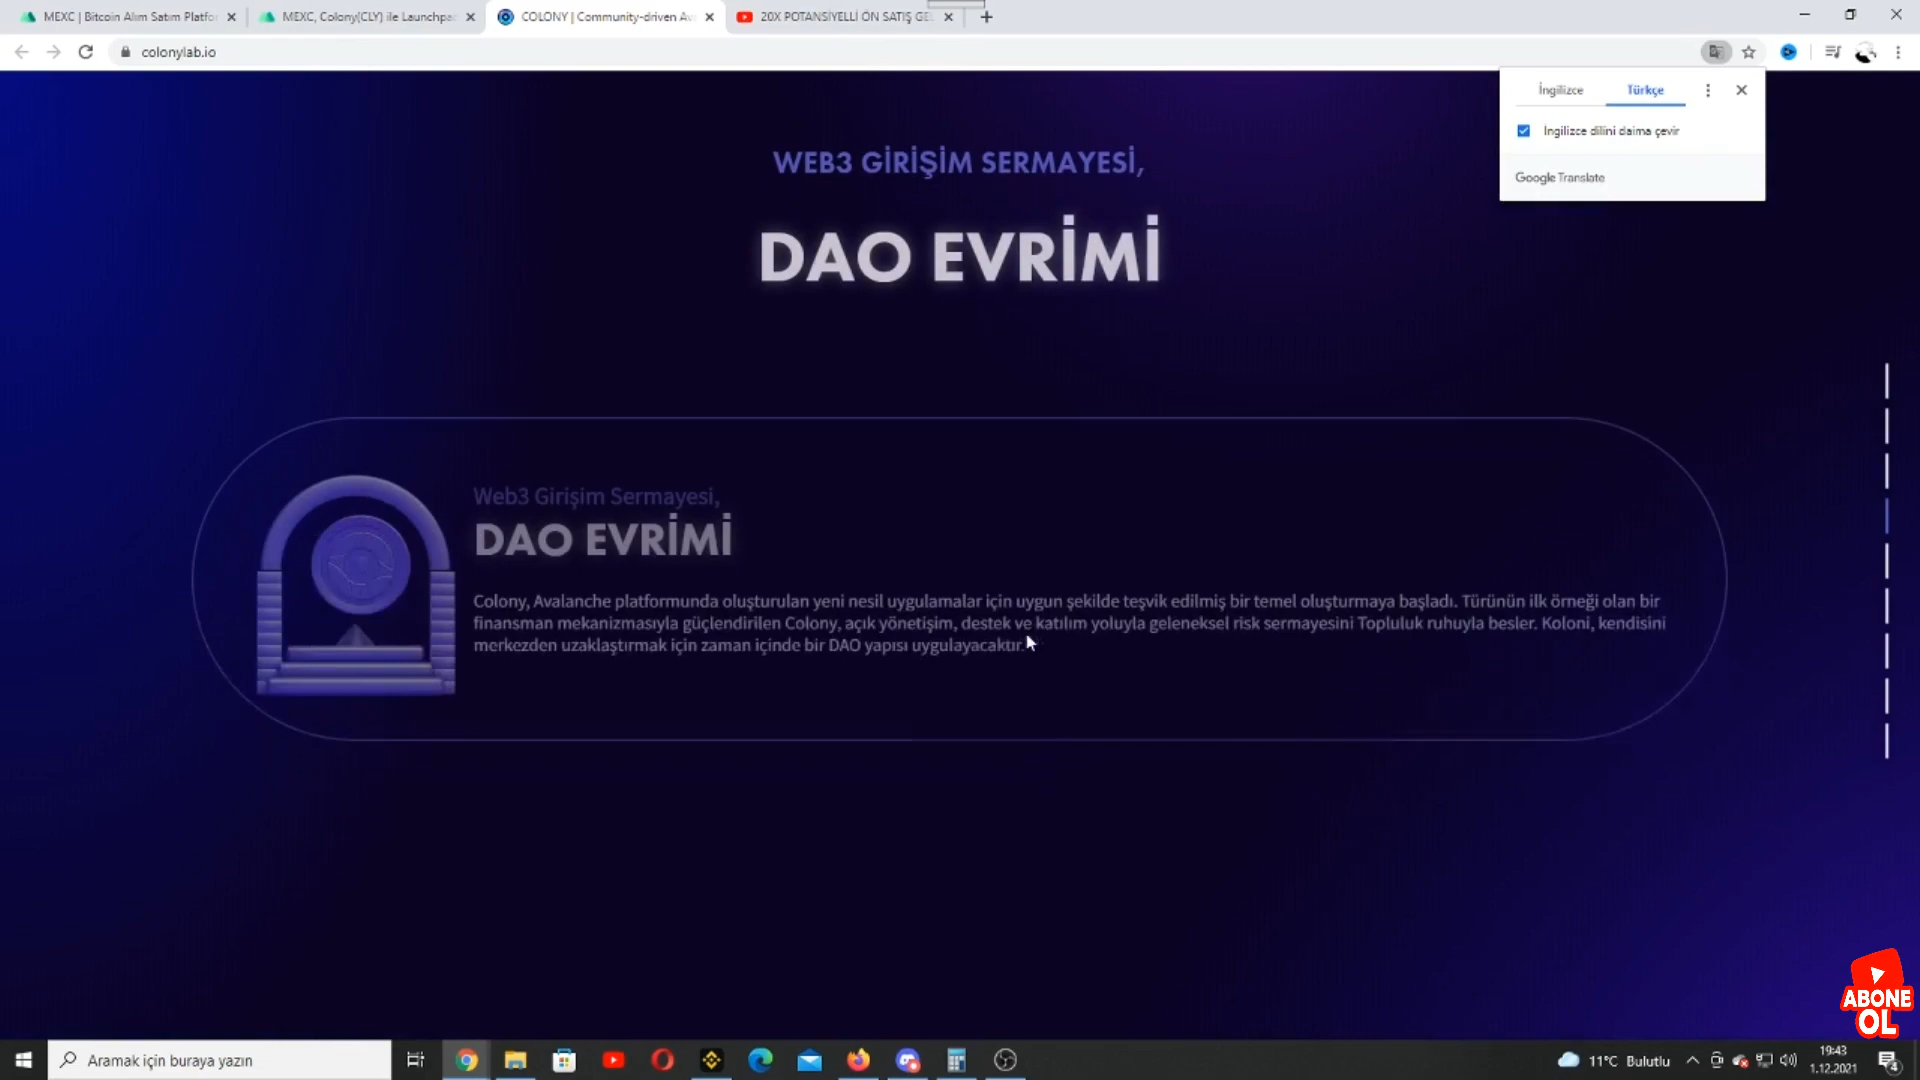 MEXC | Bitcoin Alım Satım Platfor
MEXC, Colony(CLY) ile Launchpa
COLONY | Community-driven Av
20X POTANSİYELLİ ÖN SATIŞ GE
colonylab.io
İngilizce
Türkçe
İngilizce dilini daima çevir
Google Translate
WEB3 GİRİŞİM SERMAYESİ,
DAO EVRİMİ
Web3 Girişim Sermayesi,
DAO EVRİMİ
Colony, Avalanche platformunda oluşturulan yeni nesil uygulamalar için uygun şekilde teşvik edilmiş bir temel oluşturmaya başladı. Türünün ilk örneği olan bir
finansman mekanizmasıyla güçlendirilen Colony, açık yönetişim, destek ve katılım yoluyla geleneksel risk sermayesini Topluluk ruhuyla besler. Koloni, kendisini
merkezden uzaklaştırmak için zaman içinde bir DAO yapısı uygulayacaktır.
ABONE
OL
Aramak için buraya yazın
11°C Bulutlu
19:43
1.12.2021
4